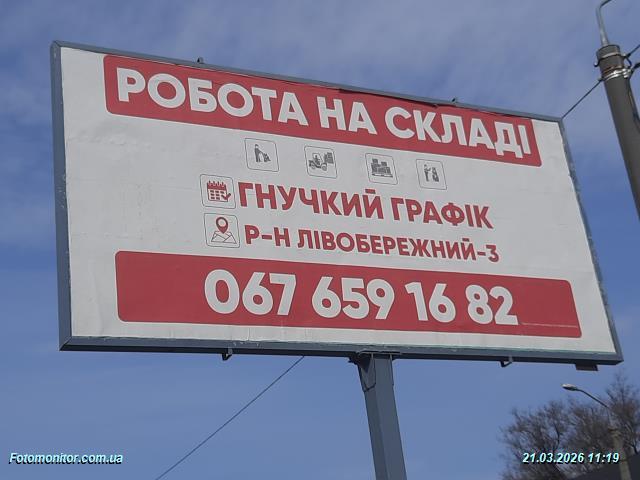 РОБОТА НА СКЛАДІ
ГНУЧКИЙ ГРАФІК
Р-Н ЛІВОБЕРЕЖНИЙ-3
067 659 16 82
Fotomonitor.com.ua
21.03.2026 11:19